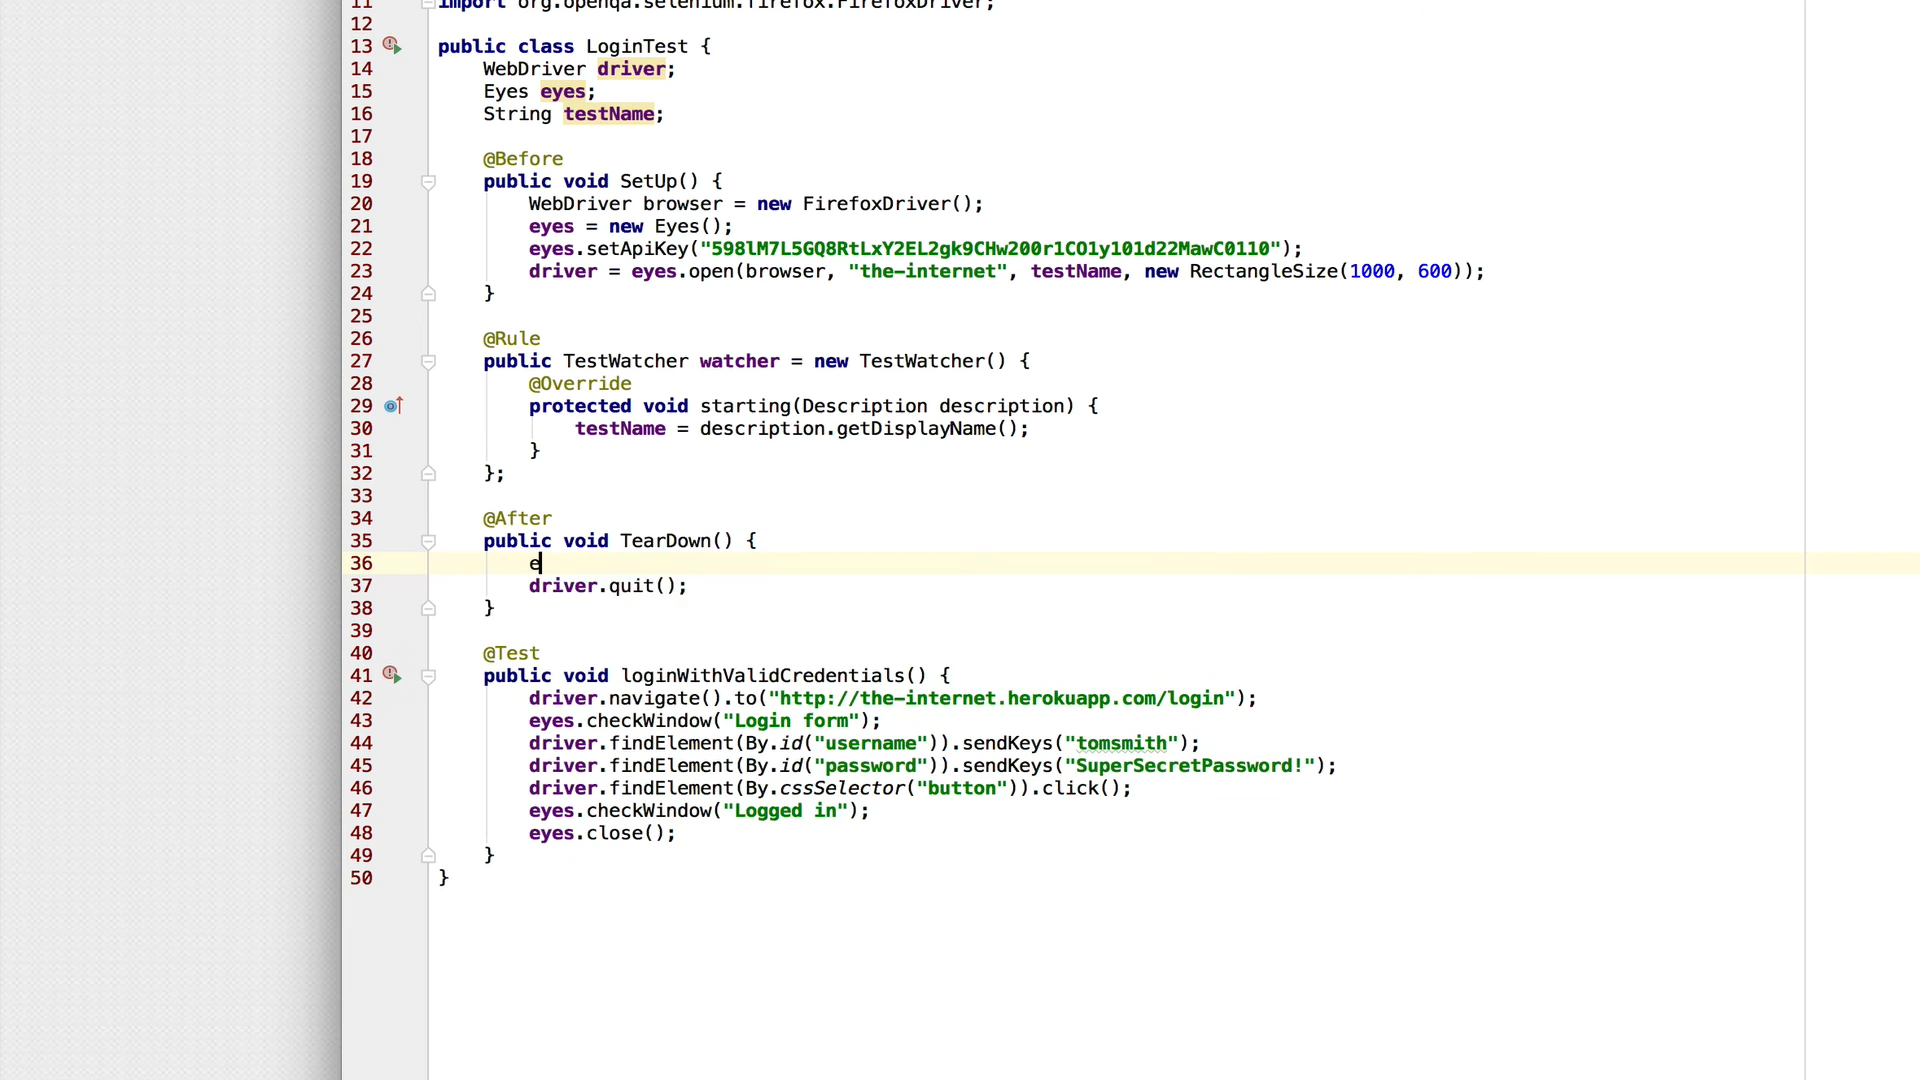 11 import org.openqa.selenium.firefox.FirefoxDriver;
12
13 public class LoginTest {
14 WebDriver driver;
15 Eyes eyes;
16 String testName;
17
18 @Before
19 public void SetUp() {
20 WebDriver browser = new FirefoxDriver();
21 eyes = new Eyes();
22 eyes.setApiKey("598lM7L5GQ8RtLxY2EL2gk9CHw200r1CO1y101d22MawC0110");
23 driver = eyes.open(browser, "the-internet", testName, new RectangleSize(1000, 600));
24 }
25
26 @Rule
27 public TestWatcher watcher = new TestWatcher() {
28 @Override
29 protected void starting(Description description) {
30 testName = description.getDisplayName();
31 }
32 };
33
34 @After
35 public void TearDown() {
36 e
37 driver.quit();
38 }
39
40 @Test
41 public void loginWithValidCredentials() {
42 driver.navigate().to("http://the-internet.herokuapp.com/login");
43 eyes.checkWindow("Login form");
44 driver.findElement(By.id("username")).sendKeys("tomsmith");
45 driver.findElement(By.id("password")).sendKeys("SuperSecretPassword!");
46 driver.findElement(By.cssSelector("button")).click();
47 eyes.checkWindow("Logged in");
48 eyes.close();
49 }
50 }